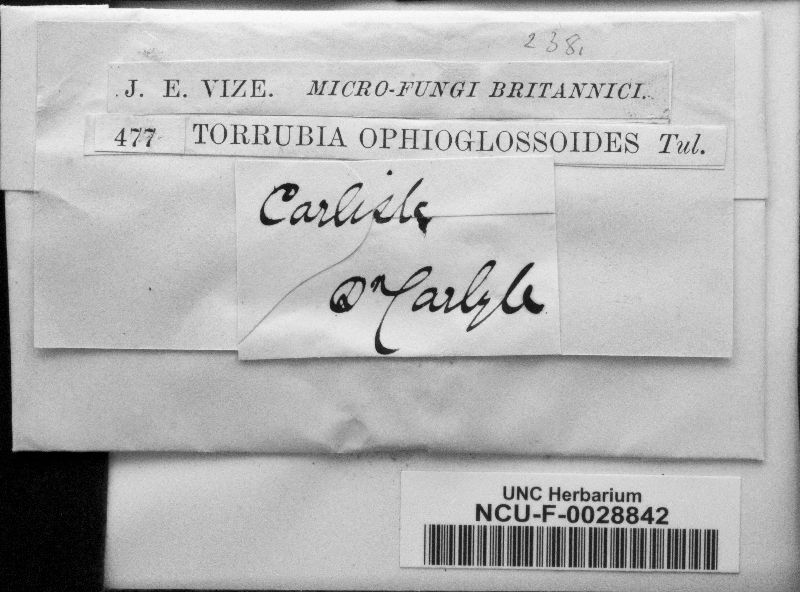 238.
J. E. VIZE. MICRO-FUNGI BRITANNICI.
477 TORRUBIA OPHIOGLOSSOIDES Tul.
Carlisle
Dr Carlyle
UNC Herbarium
NCU-F-0028842